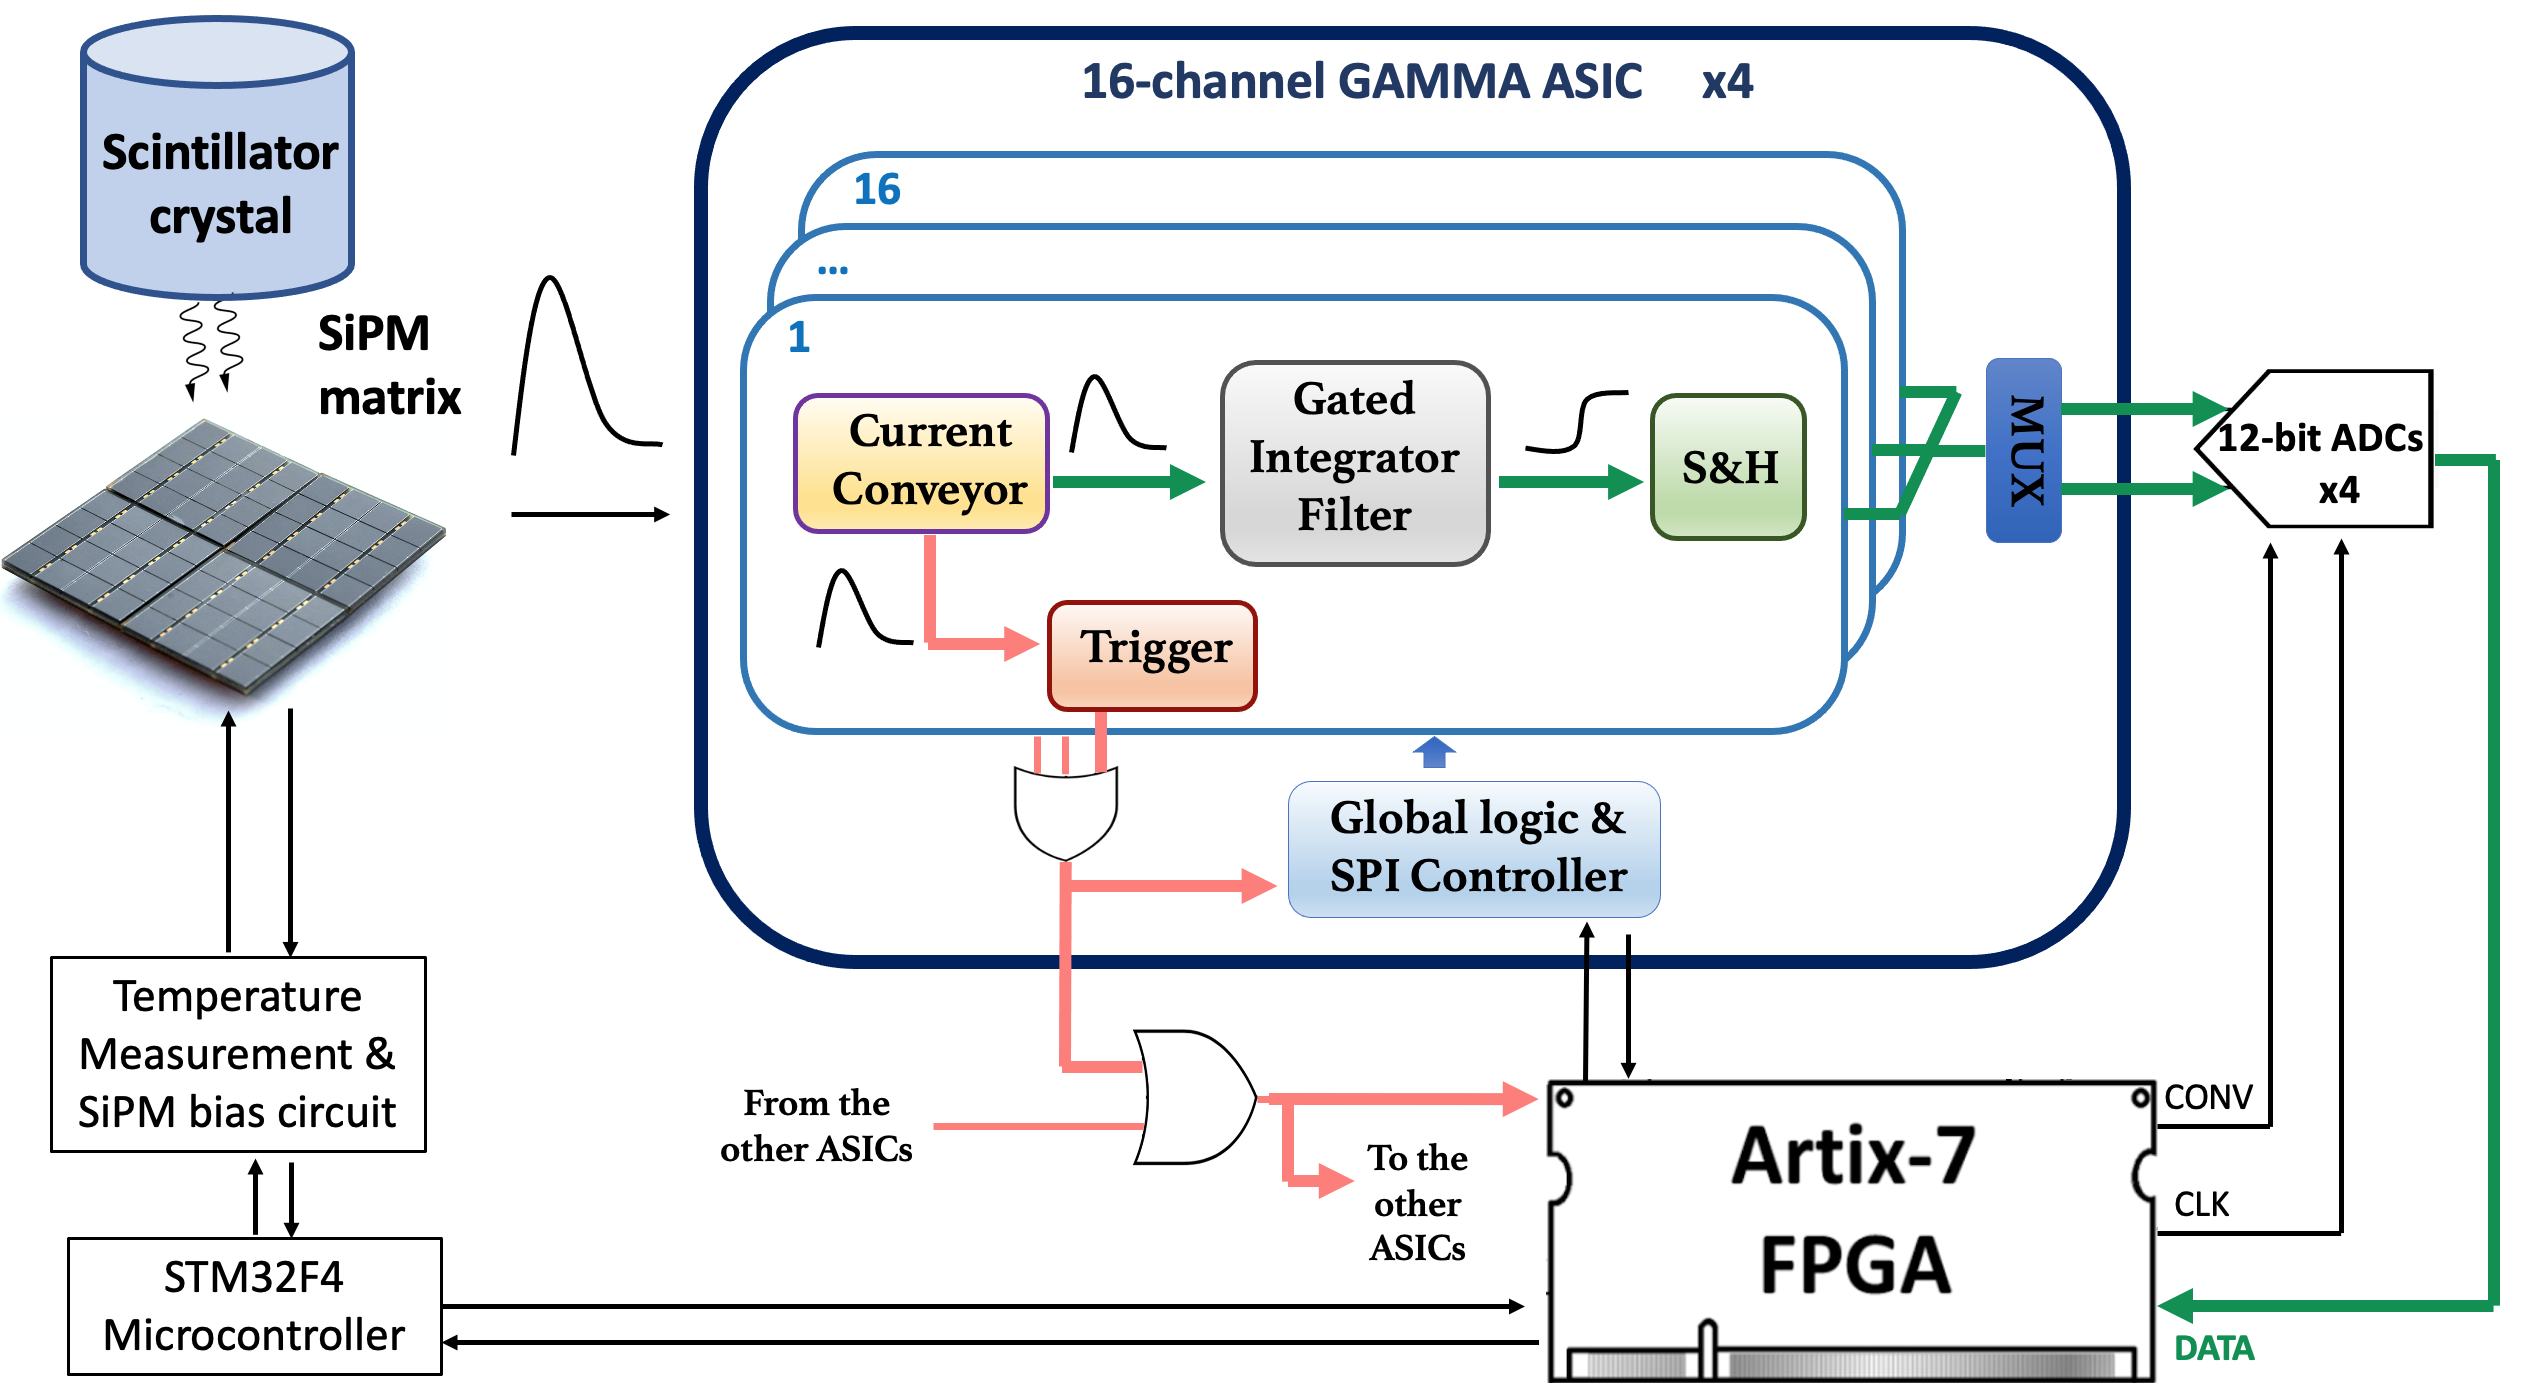 Scintillator
crystal
SiPM
matrix
16-channel GAMMA ASIC x4
16
...
1
Current
Conveyor
Gated
Integrator
Filter
S&H
Trigger
MUX
12-bit ADCs
x4
Global logic &
SPI Controller
Temperature
Measurement &
SiPM bias circuit
STM32F4
Microcontroller
From the
other ASICs
To the
other
ASICs
Artix-7
FPGA
CONV
CLK
DATA